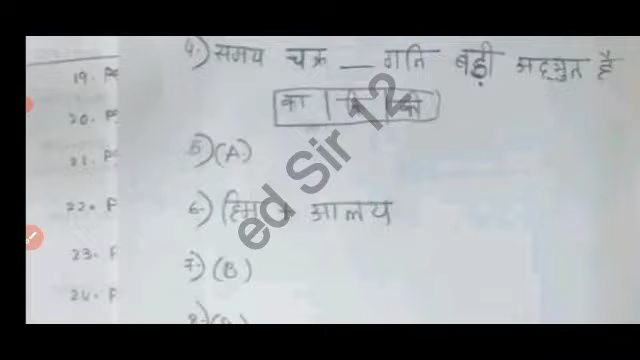 4.) समय चक्र __ गति बड़ी अद्भुत है
का
5.) (A)
6.) हिम + आलय
7.) (B)
19. P
20. P
21. P
22. P
23. P
24. P
ed Sir 12